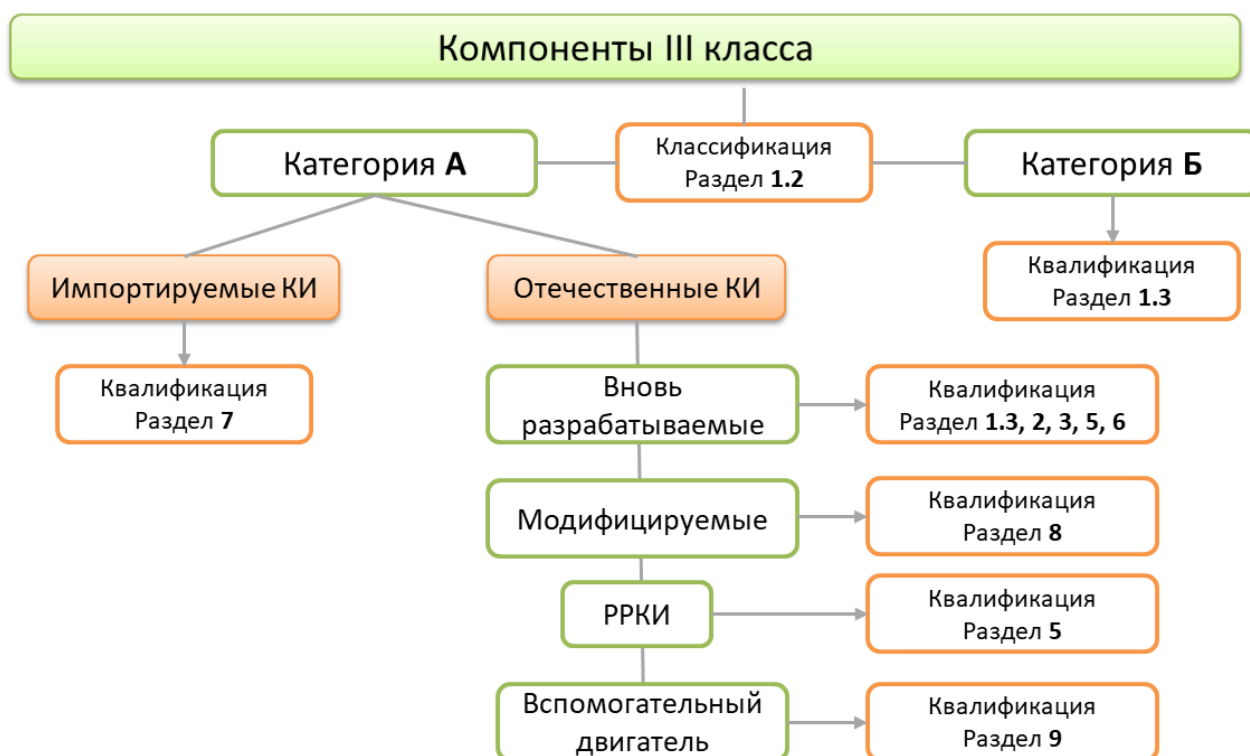 Компоненты III класса
Категория А
Классификация
Раздел 1.2
Категория Б
Импортируемые КИ
Отечественные КИ
Квалификация
Раздел 1.3
Квалификация
Раздел 7
Вновь
разрабатываемые
Квалификация
Раздел 1.3, 2, 3, 5, 6
Модифицируемые
Квалификация
Раздел 8
РРКИ
Квалификация
Раздел 5
Вспомогательный
двигатель
Квалификация
Раздел 9